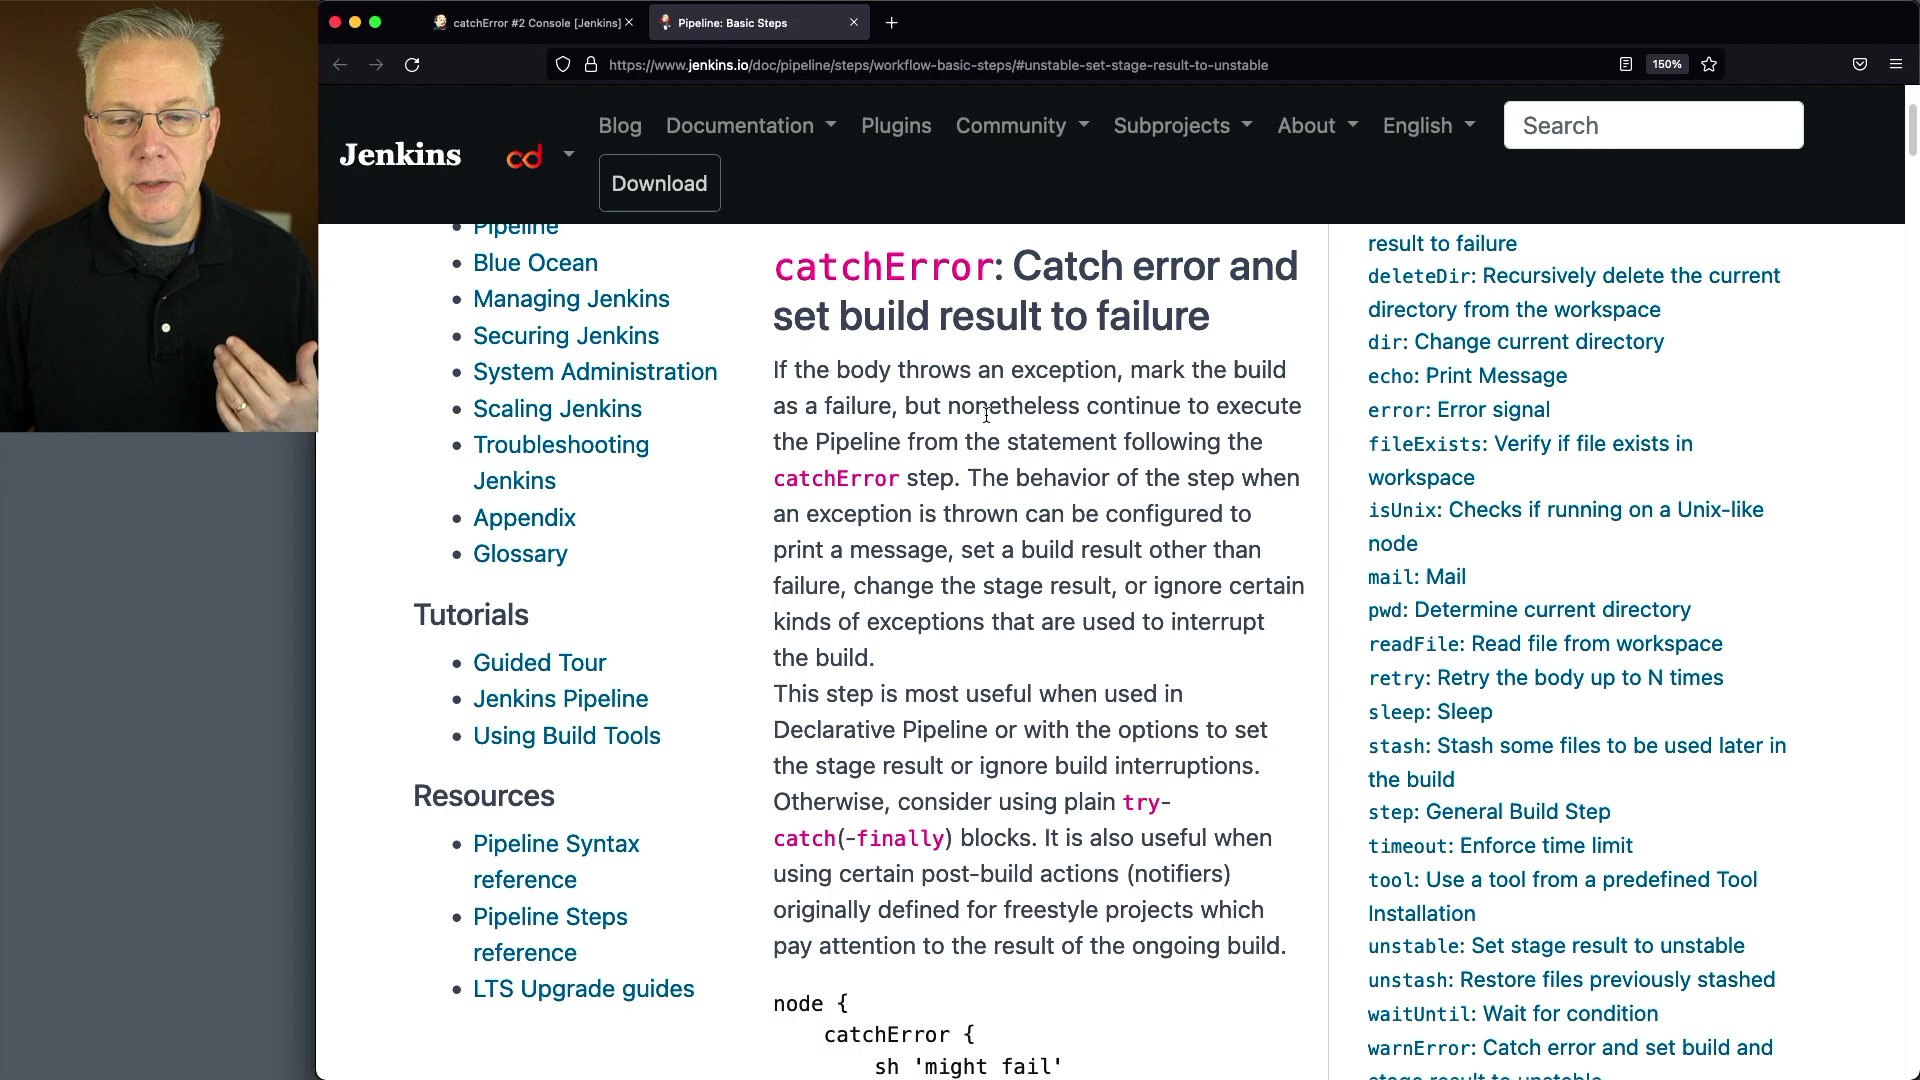 catchError #2 Console [Jenkins]
Pipeline: Basic Steps
https://www.jenkins.io/doc/pipeline/steps/workflow-basic-steps/#unstable-set-stage-result-to-unstable
150%
Jenkins
cd
Blog
Documentation
Plugins
Community
Subprojects
About
English
Search
Download
Pipeline
Blue Ocean
Managing Jenkins
Securing Jenkins
System Administration
Scaling Jenkins
Troubleshooting
Jenkins
Appendix
Glossary
Tutorials
Guided Tour
Jenkins Pipeline
Using Build Tools
Resources
Pipeline Syntax
reference
Pipeline Steps
reference
LTS Upgrade guides
catchError: Catch error and
set build result to failure
If the body throws an exception, mark the build
as a failure, but nonetheless continue to execute
the Pipeline from the statement following the
catchError step. The behavior of the step when
an exception is thrown can be configured to
print a message, set a build result other than
failure, change the stage result, or ignore certain
kinds of exceptions that are used to interrupt
the build.
This step is most useful when used in
Declarative Pipeline or with the options to set
the stage result or ignore build interruptions.
Otherwise, consider using plain try-
catch(-finally) blocks. It is also useful when
using certain post-build actions (notifiers)
originally defined for freestyle projects which
pay attention to the result of the ongoing build.
node {
catchError {
sh 'might fail'
result to failure
deleteDir: Recursively delete the current
directory from the workspace
dir: Change current directory
echo: Print Message
error: Error signal
fileExists: Verify if file exists in
workspace
isUnix: Checks if running on a Unix-like
node
mail: Mail
pwd: Determine current directory
readFile: Read file from workspace
retry: Retry the body up to N times
sleep: Sleep
stash: Stash some files to be used later in
the build
step: General Build Step
timeout: Enforce time limit
tool: Use a tool from a predefined Tool
Installation
unstable: Set stage result to unstable
unstash: Restore files previously stashed
waitUntil: Wait for condition
warnError: Catch error and set build and
stage result to unstable